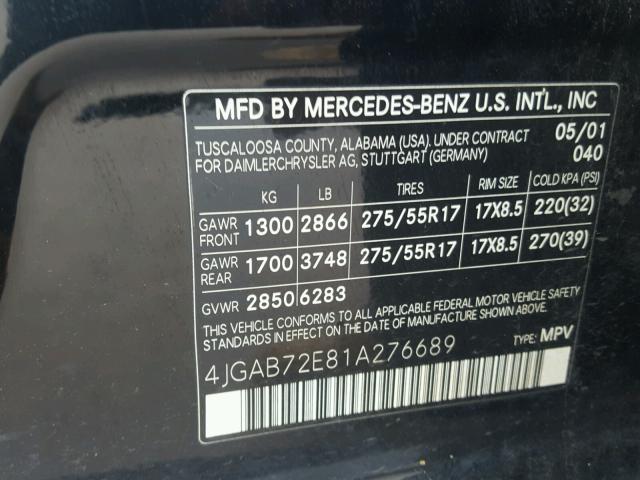 MFD BY MERCEDES-BENZ U.S. INT'L., INC
TUSCALOOSA COUNTY, ALABAMA (USA). UNDER CONTRACT 05/01
FOR DAIMLERCHRYSLER AG, STUTTGART (GERMANY) 040
KG LB TIRES RIM SIZE COLD KPA (PSI)
GAWR FRONT 1300 2866 275/55R17 17X8.5 220(32)
GAWR REAR 1700 3748 275/55R17 17X8.5 270(39)
GVWR 2850 6283
THIS VEHICLE CONFORMS TO ALL APPLICABLE FEDERAL MOTOR VEHICLE SAFETY
STANDARDS IN EFFECT ON THE DATE OF MANUFACTURE SHOWN ABOVE.
4JGAB72E81A276689 TYPE: MPV